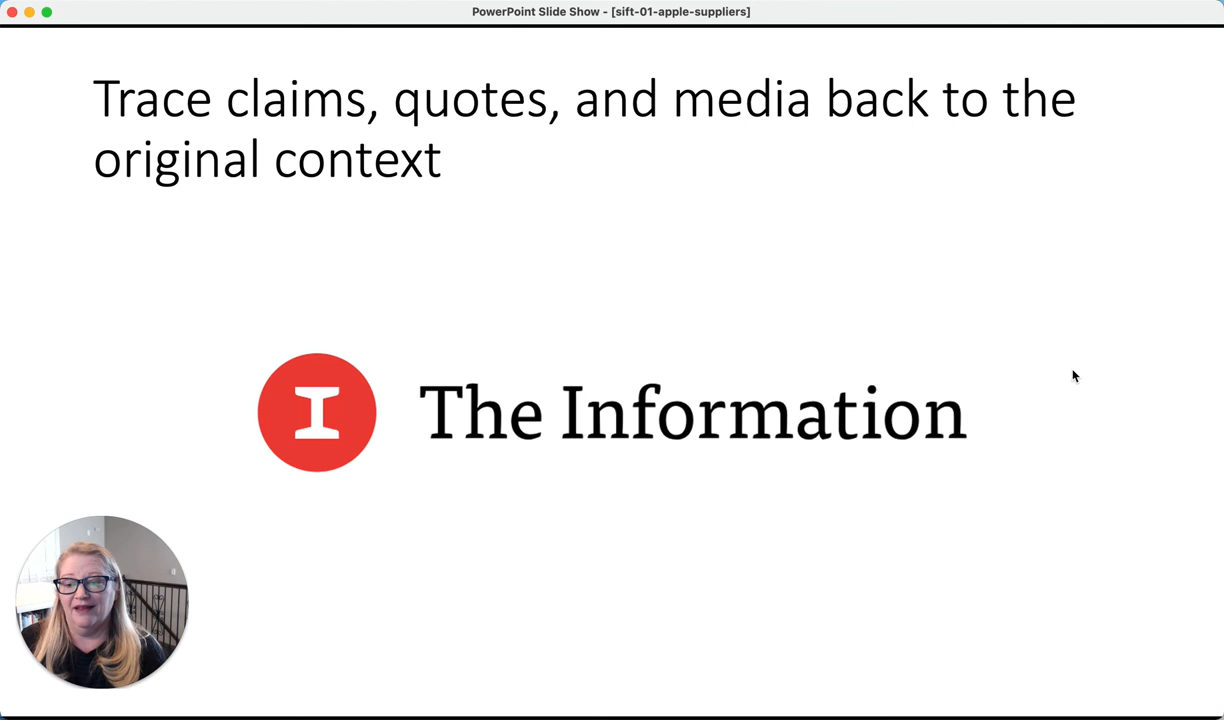 PowerPoint Slide Show - [sift-01-apple-suppliers]
Trace claims, quotes, and media back to the
original context
I The Information